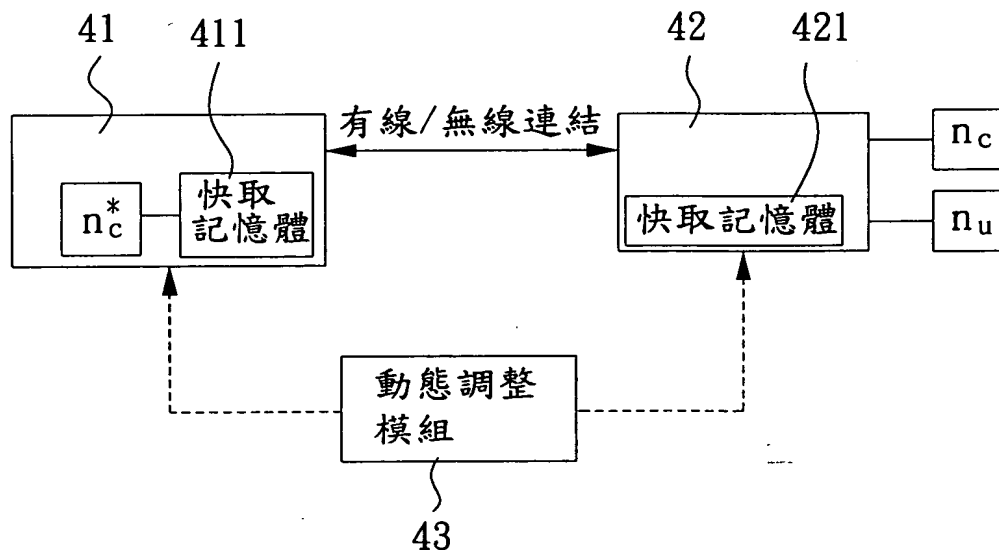 41
411
42
421
有線/無線連結
n*c
快取
記憶體
快取記憶體
nc
nu
動態調整
模組
43